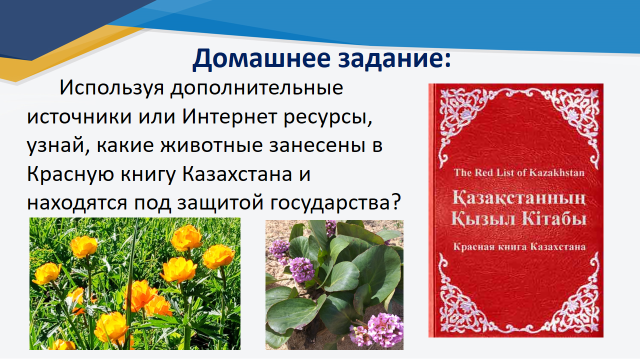 Домашнее задание:
Используя дополнительные
источники или Интернет ресурсы,
узнай, какие животные занесены в
Красную книгу Казахстана и
находятся под защитой государства?
The Red List of Kazakhstan
Қазақстанның
Қызыл Кітабы
Красная книга Казахстана